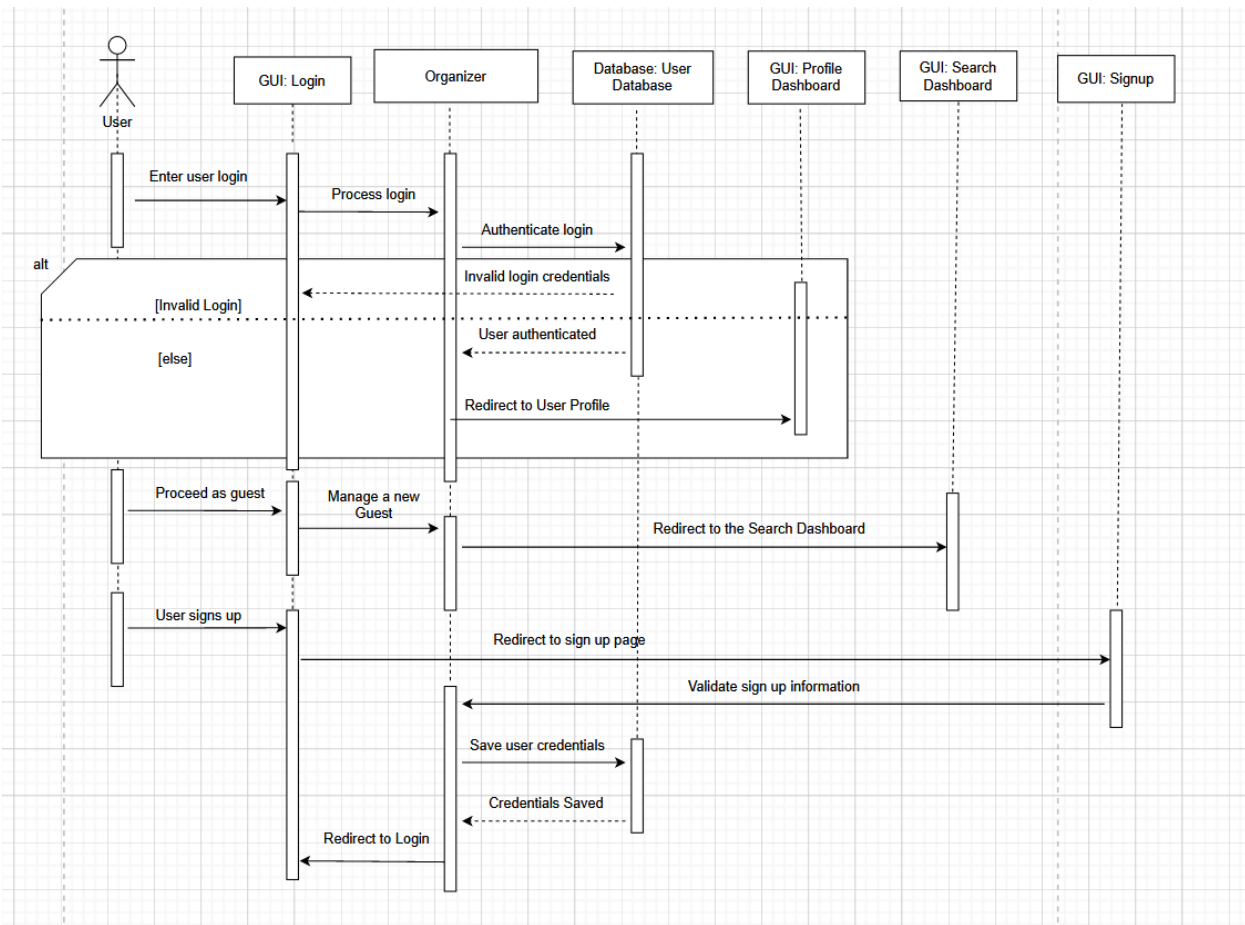 User
GUI: Login
Organizer
Database: User
Database
GUI: Profile
Dashboard
GUI: Search
Dashboard
GUI: Signup
Enter user login
Process login
Authenticate login
alt
Invalid login credentials
[Invalid Login]
User authenticated
[else]
Redirect to User Profile
Proceed as guest
Manage a new
Guest
Redirect to the Search Dashboard
User signs up
Redirect to sign up page
Validate sign up information
Save user credentials
Credentials Saved
Redirect to Login